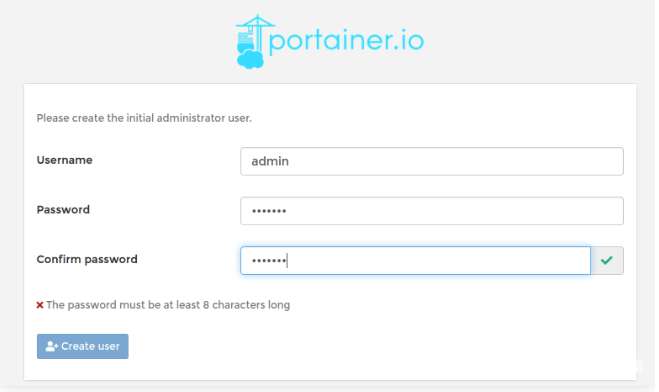 portainer.io
Please create the initial administrator user.
Username
admin
Password
•••••••
Confirm password
•••••••
The password must be at least 8 characters long
Create user